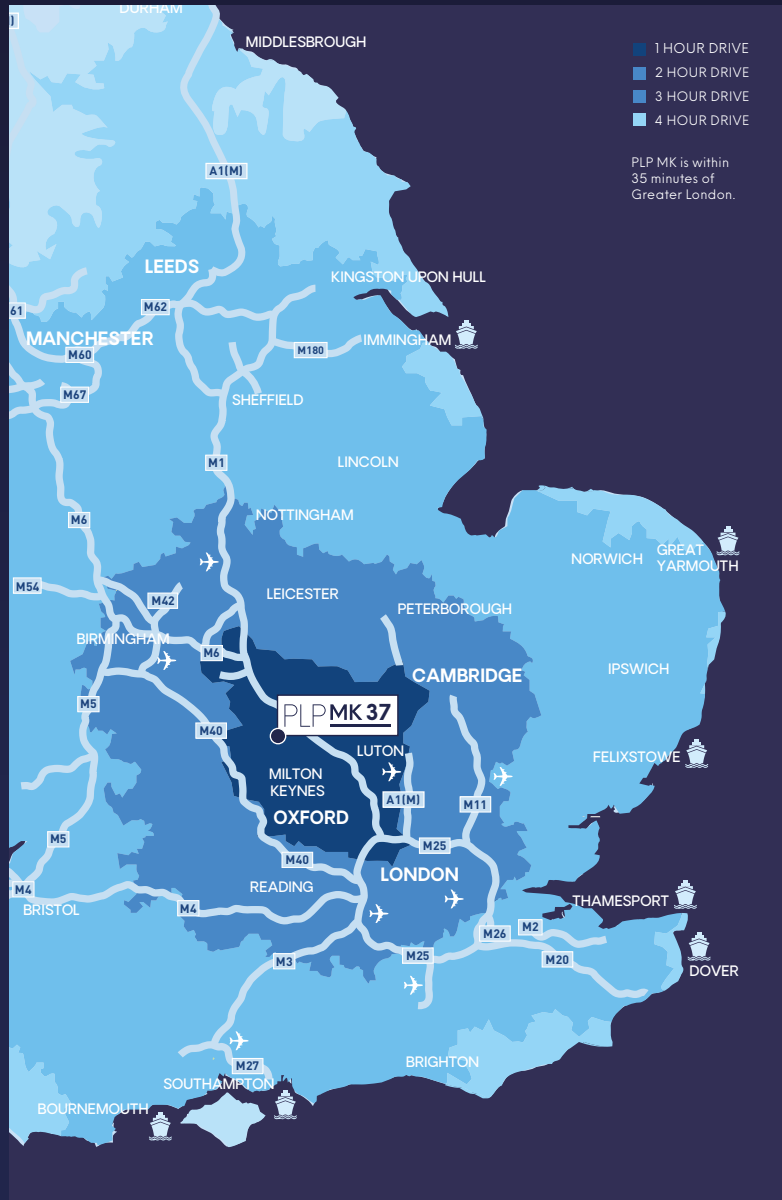 DURHAM
MIDDLESBROUGH
1 HOUR DRIVE
2 HOUR DRIVE
3 HOUR DRIVE
4 HOUR DRIVE
PLP MK is within
35 minutes of
Greater London.
A1(M)
LEEDS
KINGSTON UPON HULL
61
M62
MANCHESTER
M60
IMMINGHAM
M180
M67
SHEFFIELD
M1
LINCOLN
M6
NOTTINGHAM
NORWICH
GREAT
YARMOUTH
M54
M42
LEICESTER
PETERBOROUGH
BIRMINGHAM
M6
CAMBRIDGE
IPSWICH
M5
PLP MK 37
M40
LUTON
FELIXSTOWE
MILTON
KEYNES
A1(M)
M11
OXFORD
M5
M25
M40
LONDON
READING
M4
THAMESPORT
BRISTOL
M4
M26
M2
M3
M25
M20
DOVER
BRIGHTON
M27
SOUTHAMPTON
BOURNEMOUTH